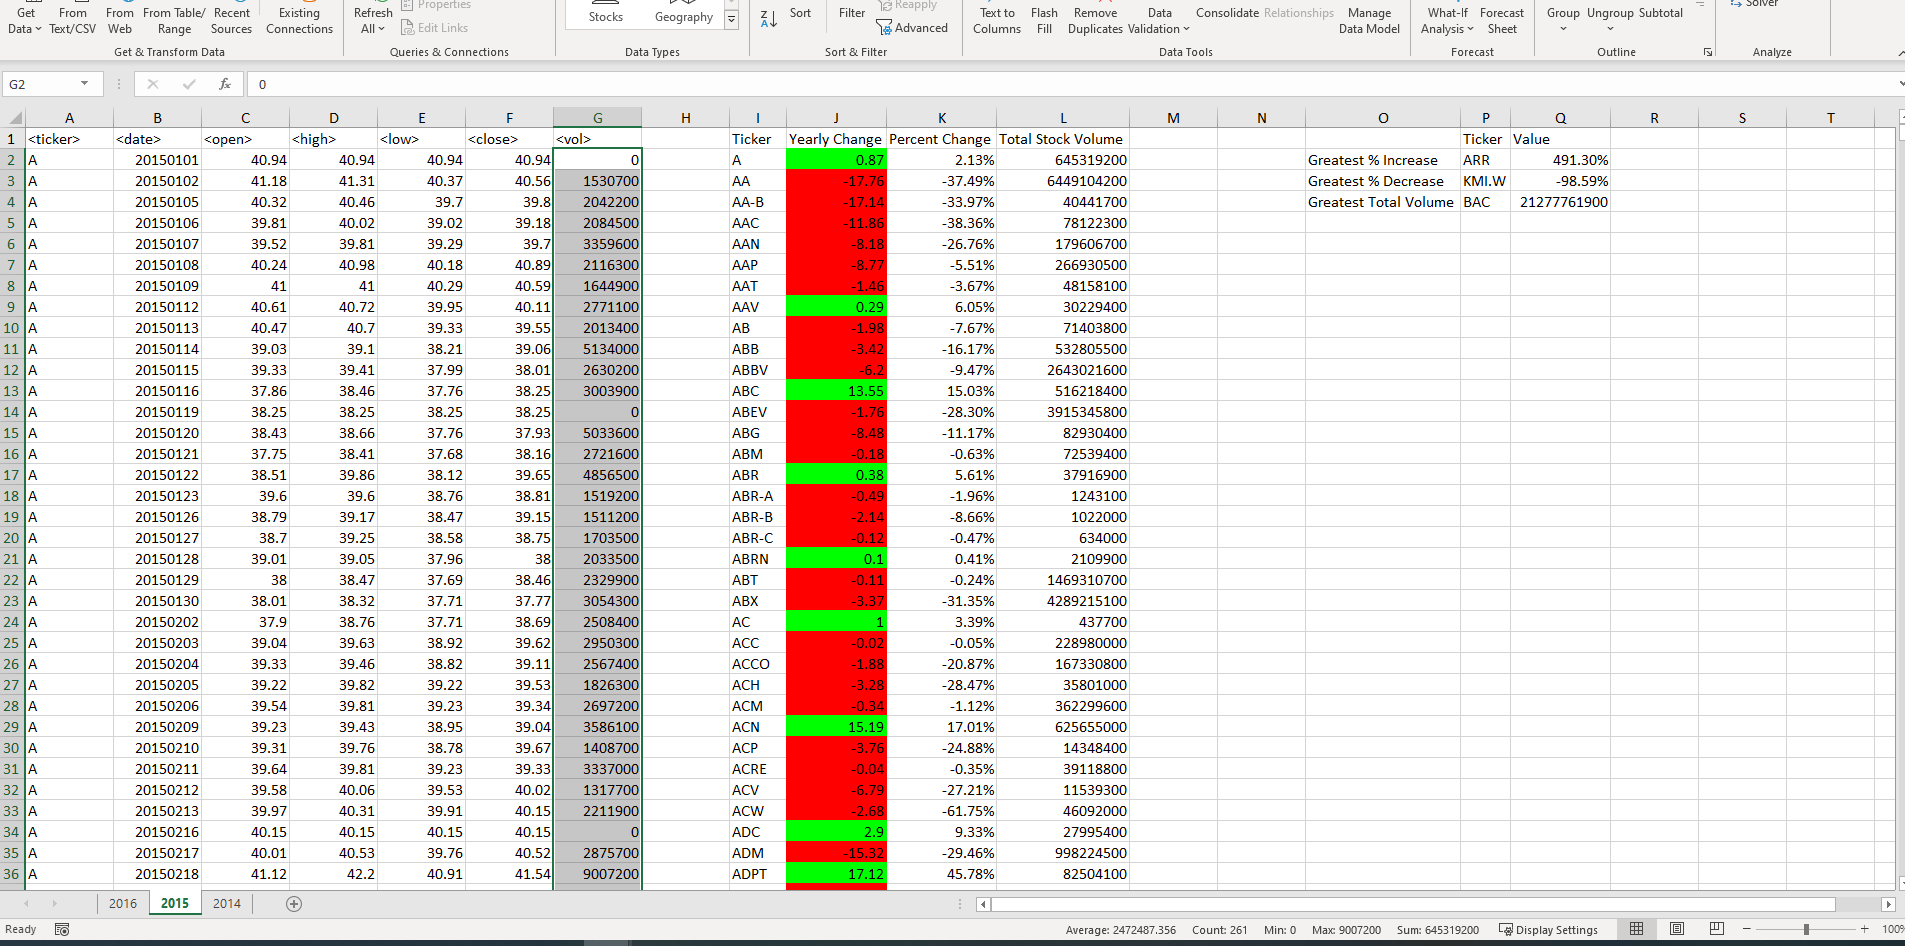 Get Data From Text/CSV From Web From Table/ Range Recent Sources Existing Connections Refresh All Properties Edit Links Stocks Geography Sort Filter Reapply Advanced Text to Columns Flash Fill Remove Duplicates Data Validation Consolidate Relationships Manage Data Model What-If Analysis Forecast Sheet Group Ungroup Subtotal Solver
Get & Transform Data Queries & Connections Data Types Sort & Filter Data Tools Forecast Outline Analyze
G2 fx 0
A B C D E F G H I J K L M N O P Q R S T
1 <ticker> <date> <open> <high> <low> <close> <vol> Ticker Yearly Change Percent Change Total Stock Volume Ticker Value
2 A 20150101 40.94 40.94 40.94 40.94 0 A 0.87 2.13% 645319200 Greatest % Increase ARR 491.30%
3 A 20150102 41.18 41.31 40.37 40.56 1530700 AA -17.76 -37.49% 6449104200 Greatest % Decrease KMI.W -98.59%
4 A 20150105 40.32 40.46 39.7 39.8 2042200 AA-B -17.14 -33.97% 40441700 Greatest Total Volume BAC 21277761900
5 A 20150106 39.81 40.02 39.02 39.18 2084500 AAC -11.86 -38.36% 78122300
6 A 20150107 39.52 39.81 39.29 39.7 3359600 AAN -8.18 -26.76% 179606700
7 A 20150108 40.24 40.98 40.18 40.89 2116300 AAP -8.77 -5.51% 266930500
8 A 20150109 41 41 40.29 40.59 1644900 AAT -1.46 -3.67% 48158100
9 A 20150112 40.61 40.72 39.95 40.11 2771100 AAV 0.29 6.05% 30229400
10 A 20150113 40.47 40.7 39.33 39.55 2013400 AB -1.98 -7.67% 71403800
11 A 20150114 39.03 39.1 38.21 39.06 5134000 ABB -3.42 -16.17% 532805500
12 A 20150115 39.33 39.41 37.99 38.01 2630200 ABBV -6.2 -9.47% 2643021600
13 A 20150116 37.86 38.46 37.76 38.25 3003900 ABC 13.55 15.03% 516218400
14 A 20150119 38.25 38.25 38.25 38.25 0 ABEV -1.76 -28.30% 3915345800
15 A 20150120 38.43 38.66 37.76 37.93 5033600 ABG -8.48 -11.17% 82930400
16 A 20150121 37.75 38.41 37.68 38.16 2721600 ABM -0.18 -0.63% 72539400
17 A 20150122 38.51 39.86 38.12 39.65 4856500 ABR 0.38 5.61% 37916900
18 A 20150123 39.6 39.6 38.76 38.81 1519200 ABR-A -0.49 -1.96% 1243100
19 A 20150126 38.79 39.17 38.47 39.15 1511200 ABR-B -2.14 -8.66% 1022000
20 A 20150127 38.7 39.25 38.58 38.75 1703500 ABR-C -0.12 -0.47% 634000
21 A 20150128 39.01 39.05 37.96 38 2033500 ABRN 0.1 0.41% 2109900
22 A 20150129 38 38.47 37.69 38.46 2329900 ABT -0.11 -0.24% 1469310700
23 A 20150130 38.01 38.32 37.71 37.77 3054300 ABX -3.37 -31.35% 4289215100
24 A 20150202 37.9 38.76 37.71 38.69 2508400 AC 1 3.39% 437700
25 A 20150203 39.04 39.63 38.92 39.62 2950300 ACC -0.02 -0.05% 228980000
26 A 20150204 39.33 39.46 38.82 39.11 2567400 ACCO -1.88 -20.87% 167330800
27 A 20150205 39.22 39.82 39.22 39.53 1826300 ACH -3.28 -28.47% 35801000
28 A 20150206 39.54 39.81 39.23 39.34 2697200 ACM -0.34 -1.12% 362299600
29 A 20150209 39.23 39.43 38.95 39.04 3586100 ACN 15.19 17.01% 625655000
30 A 20150210 39.31 39.76 38.78 39.67 1408700 ACP -3.76 -24.88% 14348400
31 A 20150211 39.64 39.81 39.23 39.33 3337000 ACRE -0.04 -0.35% 39118800
32 A 20150212 39.58 40.06 39.53 40.02 1317700 ACV -6.79 -27.21% 11539300
33 A 20150213 39.97 40.31 39.91 40.15 2211900 ACW -2.68 -61.75% 46092000
34 A 20150216 40.15 40.15 40.15 40.15 0 ADC 2.9 9.33% 27995400
35 A 20150217 40.01 40.53 39.76 40.52 2875700 ADM -15.32 -29.46% 998224500
36 A 20150218 41.12 42.2 40.91 41.54 9007200 ADPT 17.12 45.78% 82504100
2016 2015 2014
Ready Average: 2472487.356 Count: 261 Min: 0 Max: 9007200 Sum: 645319200 Display Settings 100%